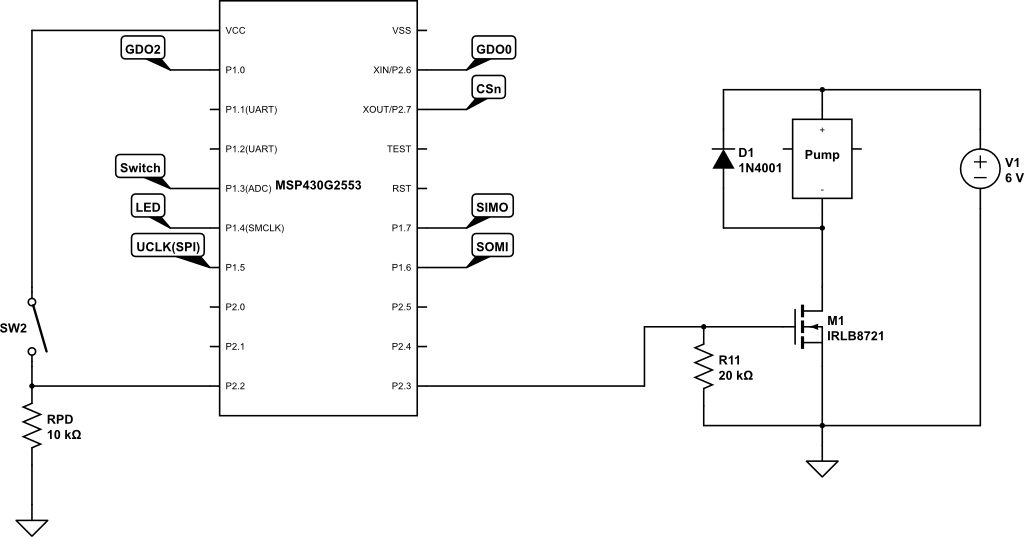 VCC
VSS
GDO2
GDO0
P1.0
XIN/P2.6
CSn
P1.1(UART)
XOUT/P2.7
P1.2(UART)
TEST
+
Pump
-
D1
1N4001
V1
6 V
Switch
P1.3(ADC)
MSP430G2553
RST
LED
SIMO
P1.4(SMCLK)
P1.7
UCLK(SPI)
SOMI
P1.5
P1.6
P2.0
P2.5
SW2
M1
IRLB8721
P2.1
P2.4
R11
20 kΩ
P2.2
P2.3
RPD
10 kΩ